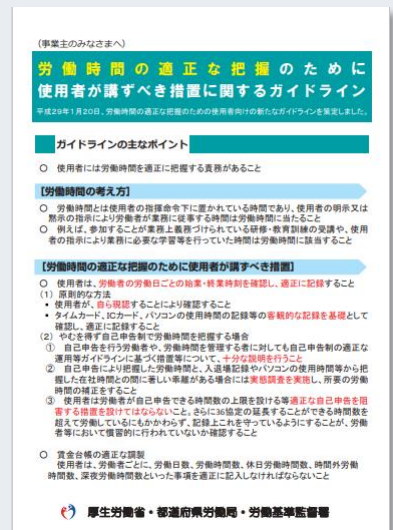 (事業主のみなさまへ)
労働時間の適正な把握のために
使用者が講ずべき措置に関するガイドライン
平成29年1月20日、労働時間の適正な把握のための使用者向けの新たなガイドラインを策定しました。
ガイドラインの主なポイント
○ 使用者には労働時間を適正に把握する責務があること
【労働時間の考え方】
○ 労働時間とは使用者の指揮命令下に置かれている時間であり、使用者の明示又は
黙示の指示により労働者が業務に従事する時間は労働時間に当たること
○ 例えば、参加することが業務上義務づけられている研修・教育訓練の受講や、使用
者の指示により業務に必要な学習等を行っていた時間は労働時間に該当すること
【労働時間の適正な把握のために使用者が講ずべき措置】
○ 使用者は、労働者の労働日ごとの始業・終業時刻を確認し、適正に記録すること
(1) 原則的な方法
・ 使用者が、自ら現認することにより確認すること
・ タイムカード、ICカード、パソコンの使用時間の記録等の客観的な記録を基礎として
確認し、適正に記録すること
(2) やむを得ず自己申告制で労働時間を把握する場合
① 自己申告を行う労働者や、労働時間を管理する者に対しても自己申告制の適正な
運用等ガイドラインに基づく措置等について、十分な説明を行うこと
② 自己申告により把握した労働時間と、入退場記録やパソコンの使用時間等から把
握した在社時間との間に著しい乖離がある場合には実態調査を実施し、所要の労働
時間の補正をすること
③ 使用者は労働者が自己申告できる時間数の上限を設ける等適正な自己申告を阻
害する措置を設けてはならないこと。さらに36協定の延長することができる時間数を
超えて労働しているにもかかわらず、記録上これを守っているようにすることが、労働
者等において慣習的に行われていないか確認すること
○ 賃金台帳の適正な調製
使用者は、労働者ごとに、労働日数、労働時間数、休日労働時間数、時間外労働
時間数、深夜労働時間数といった事項を適正に記入しなければならないこと
厚生労働省・都道府県労働局・労働基準監督署